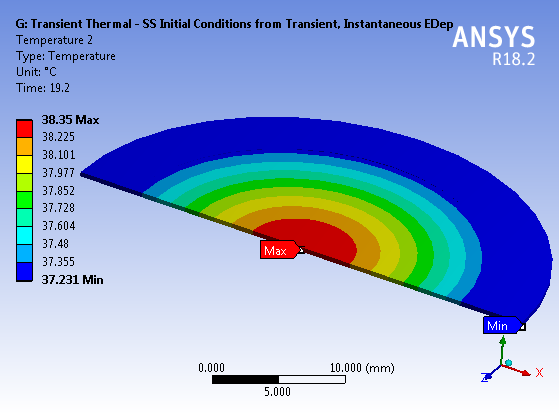 G: Transient Thermal - SS Initial Conditions from Transient, Instantaneous EDep
Temperature 2
Type: Temperature
Unit: °C
Time: 19.2
ANSYS
R18.2
38.35 Max
38.225
38.101
37.977
37.852
37.728
37.604
37.48
37.355
37.231 Min
Max
Min
0.000 10.000 (mm)
5.000
Z X